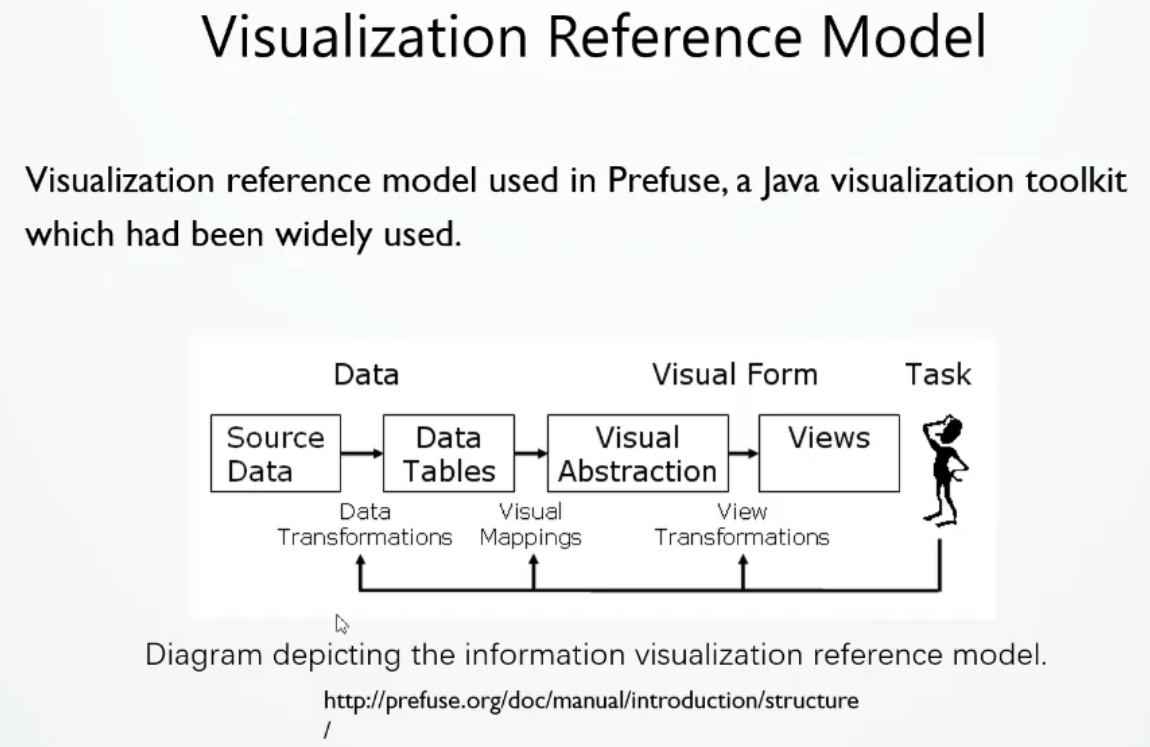 Visualization Reference Model
Visualization reference model used in Prefuse, a Java visualization toolkit
which had been widely used.
Data
Visual Form
Task
Source
Data
Data
Tables
Visual
Abstraction
Views
Data
Transformations
Visual
Mappings
View
Transformations
Diagram depicting the information visualization reference model.
http://prefuse.org/doc/manual/introduction/structure
/